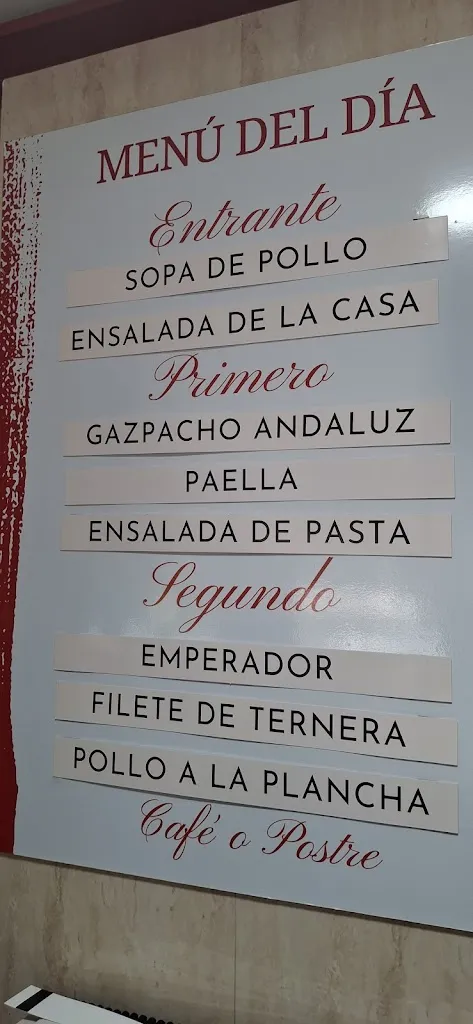 MENÚ DEL DÍA
Entrante
SOPA DE POLLO
ENSALADA DE LA CASA
Primero
GAZPACHO ANDALUZ
PAELLA
ENSALADA DE PASTA
Segundo
EMPERADOR
FILETE DE TERNERA
POLLO A LA PLANCHA
Café o Postre